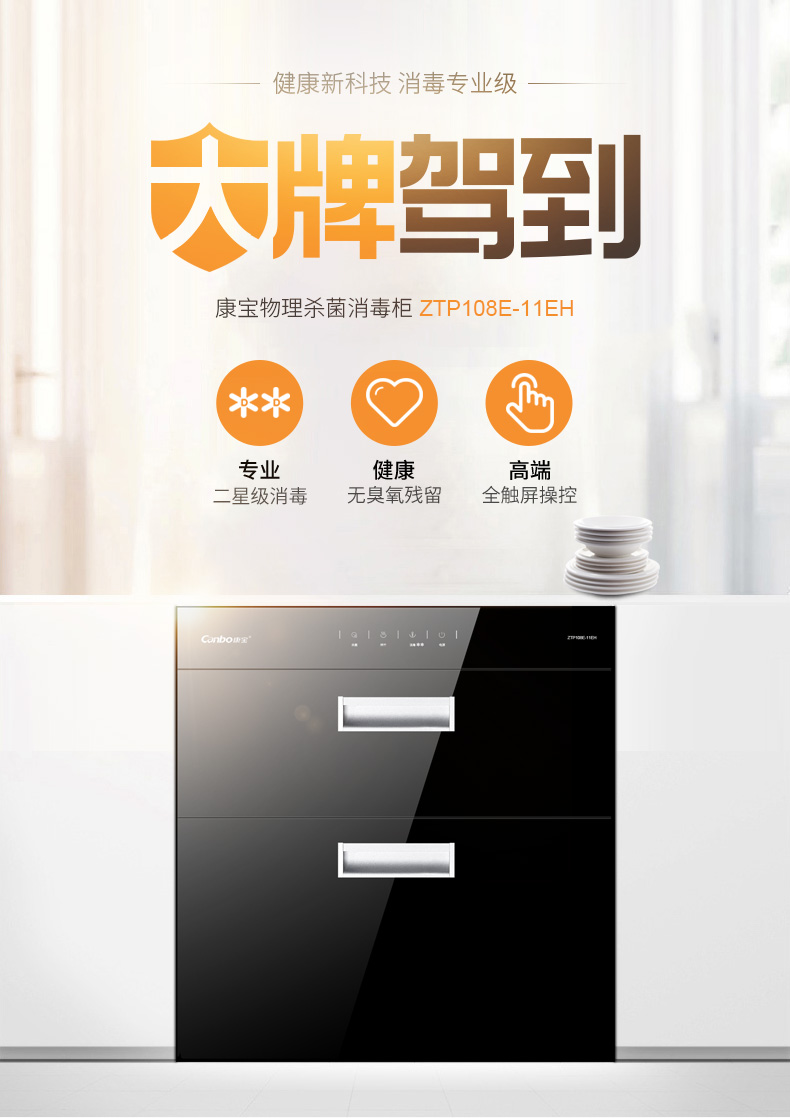 健康新科技 消毒专业级
大牌驾到
康宝物理杀菌消毒柜 ZTP108E-11EH
D D
专业 健康 高端
二星级消毒 无臭氧残留 全触屏操控
Canbo康宝
ZTP108E-11EH